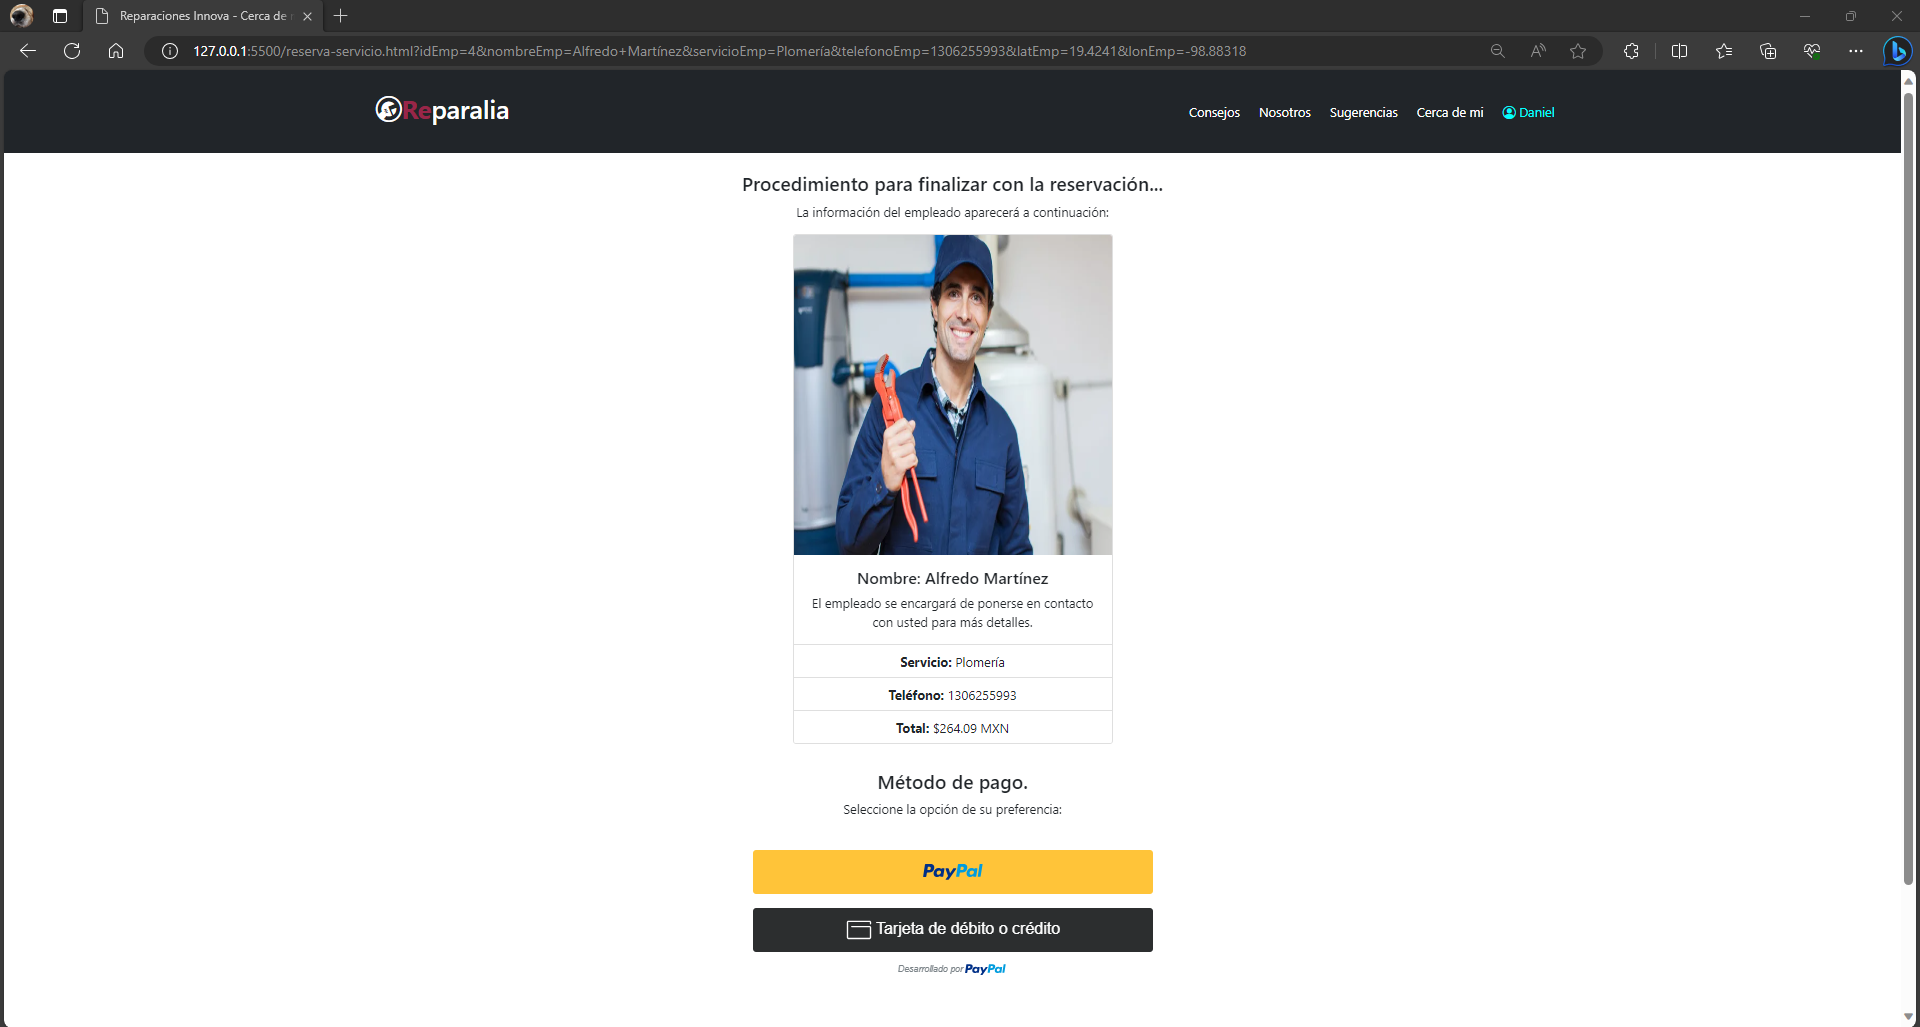 Reparaciones Innova - Cerca de
127.0.0.1:5500/reserva-servicio.html?idEmp=4&nombreEmp=Alfredo+Martínez&servicioEmp=Plomería&telefonoEmp=1306255993&latEmp=19.4241&lonEmp=-98.88318
Reparalia
Consejos Nosotros Sugerencias Cerca de mi Daniel
Procedimiento para finalizar con la reservación...
La información del empleado aparecerá a continuación:
Nombre: Alfredo Martínez
El empleado se encargará de ponerse en contacto
con usted para más detalles.
Servicio: Plomería
Teléfono: 1306255993
Total: $264.09 MXN
Método de pago.
Seleccione la opción de su preferencia:
PayPal
Tarjeta de débito o crédito
Desarrollado por PayPal